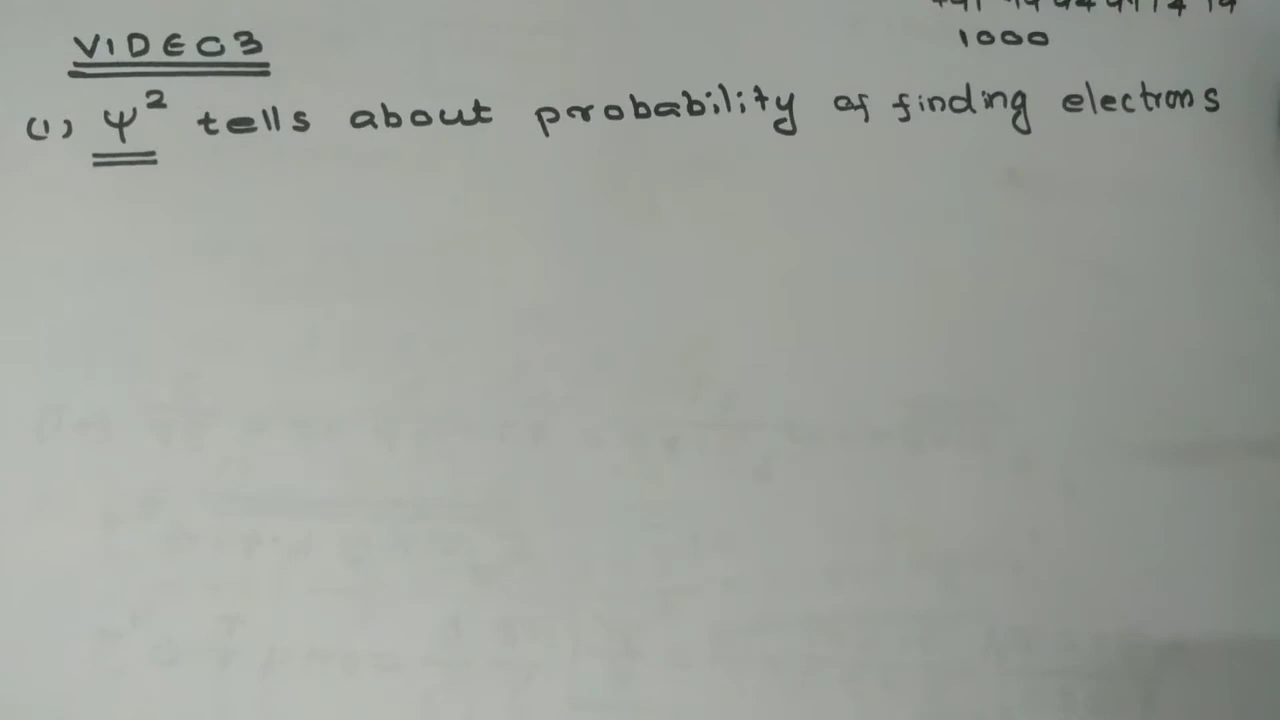 VIDEO3
1000
(1) ψ² tells about probability of finding electrons